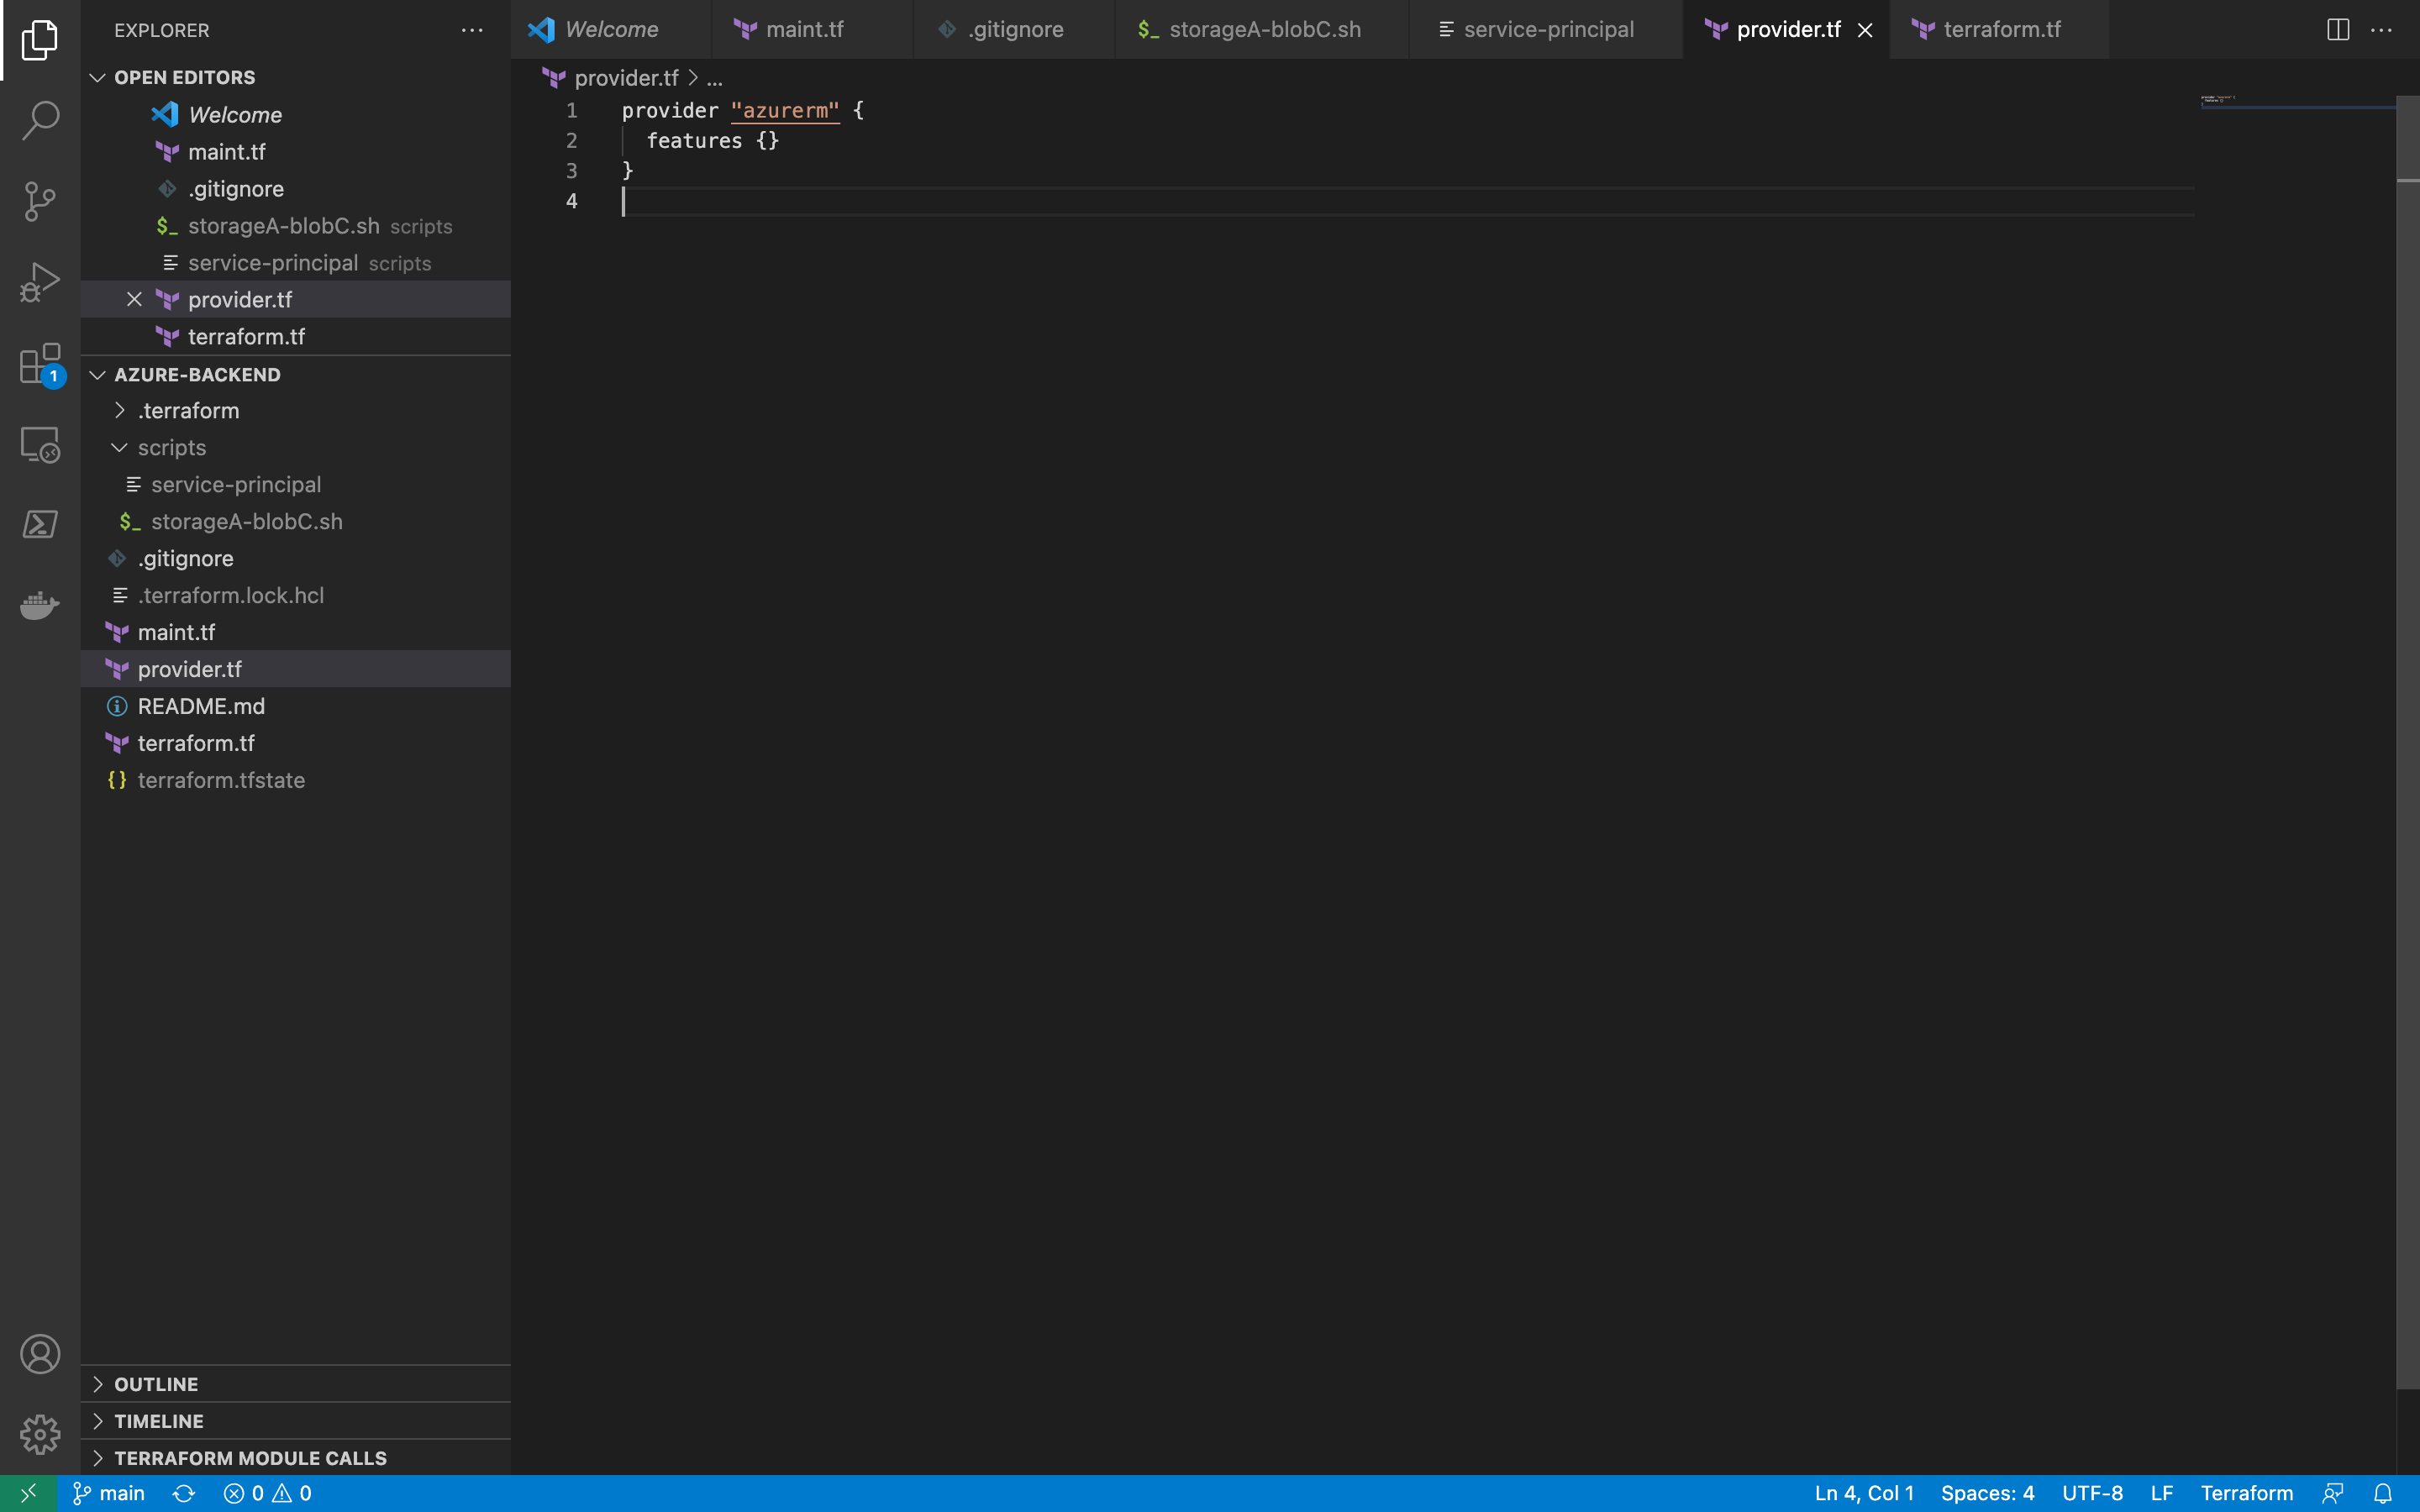 EXPLORER
OPEN EDITORS
Welcome
maint.tf
.gitignore
$_ storageA-blobC.sh scripts
service-principal scripts
provider.tf
terraform.tf
AZURE-BACKEND
.terraform
scripts
service-principal
$_ storageA-blobC.sh
.gitignore
.terraform.lock.hcl
maint.tf
provider.tf
README.md
terraform.tf
{} terraform.tfstate
OUTLINE
TIMELINE
TERRAFORM MODULE CALLS
1
Welcome maint.tf .gitignore $_ storageA-blobC.sh service-principal provider.tf terraform.tf
provider.tf > ...
1 provider "azurerm" {
2 features {}
3 }
4
main 0 0 Ln 4, Col 1 Spaces: 4 UTF-8 LF Terraform